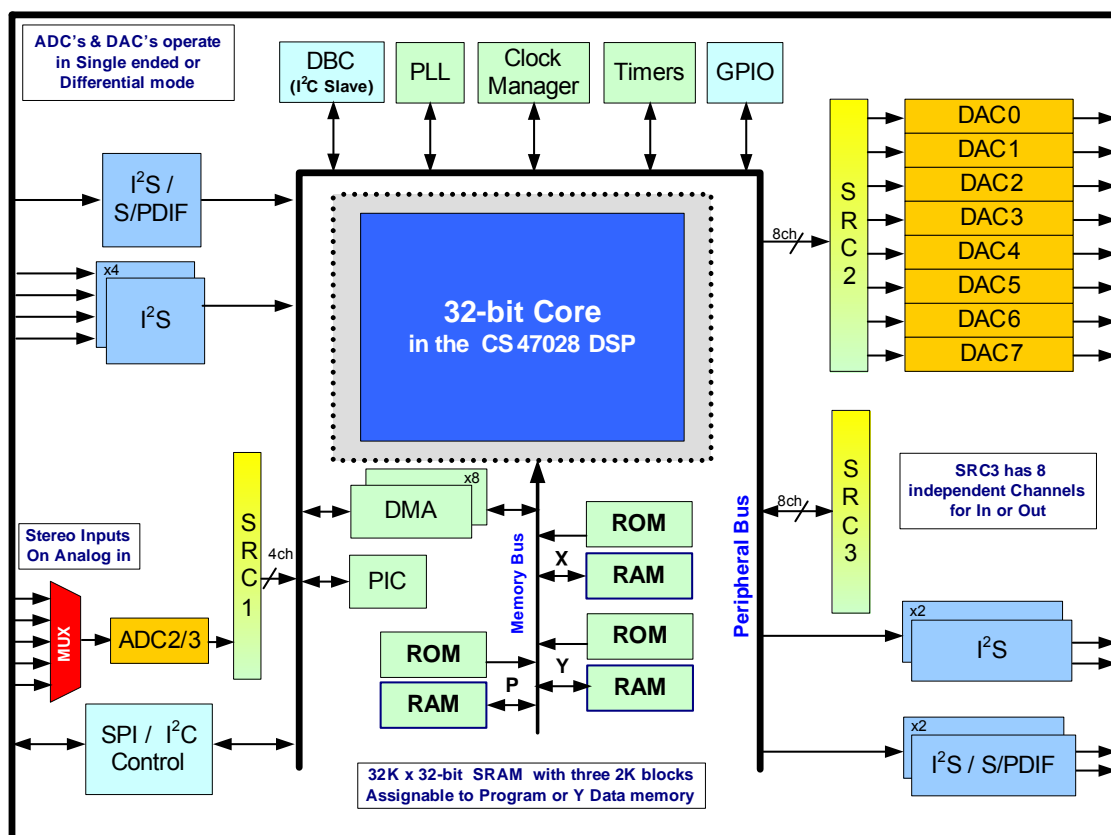 ADC's & DAC's operate
in Single ended or
Differential mode
DBC
(I²C Slave)
PLL
Clock
Manager
Timers
GPIO
I²S /
S/PDIF
x4
I²S
32-bit Core
in the CS47028 DSP
8ch
SRC2
DAC0
DAC1
DAC2
DAC3
DAC4
DAC5
DAC6
DAC7
Stereo Inputs
On Analog in
MUX
ADC2/3
SRC1
4ch
SPI / I²C
Control
x8
DMA
PIC
Memory Bus
ROM
X
RAM
ROM
Y
RAM
ROM
P
RAM
Peripheral Bus
8ch
SRC3
SRC3 has 8
independent Channels
for In or Out
x2
I²S
x2
I²S / S/PDIF
32K x 32-bit SRAM with three 2K blocks
Assignable to Program or Y Data memory